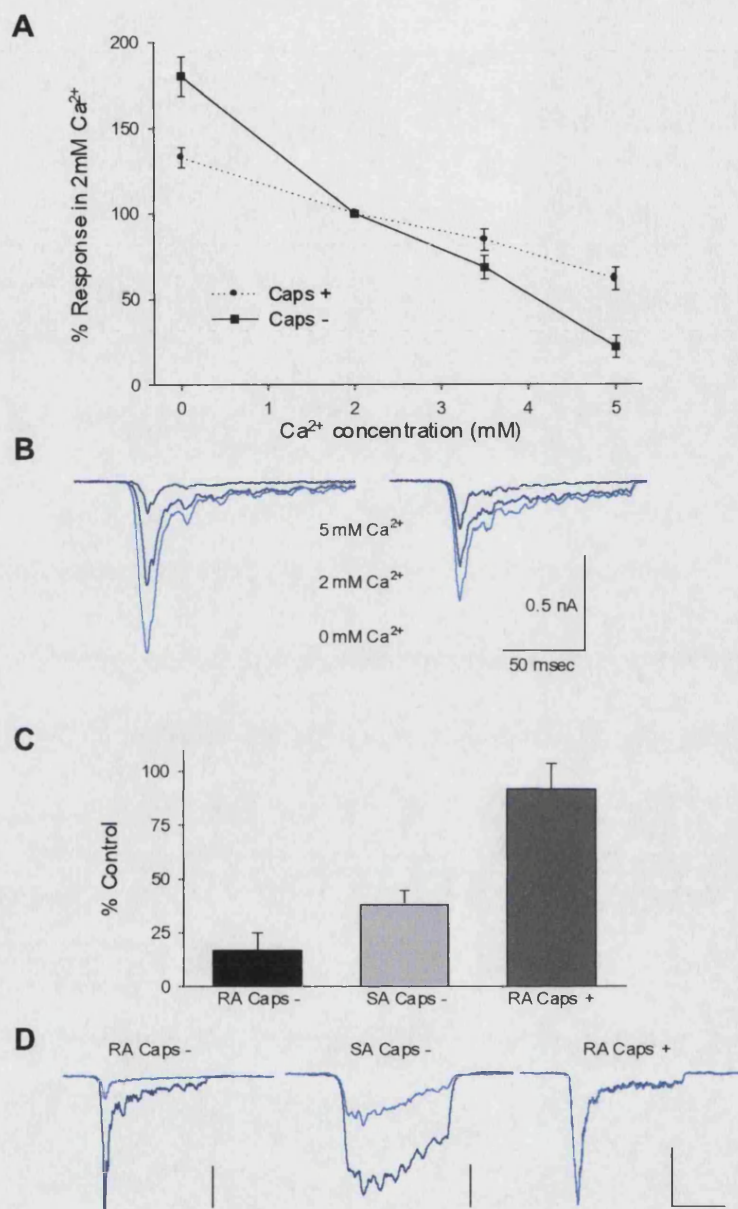 A
% Response in 2mM Ca²⁺
200
150
100
50
0
Caps +
Caps -
0
1
2
3
4
5
Ca²⁺ concentration (mM)
B
5 mM Ca²⁺
2 mM Ca²⁺
0 mM Ca²⁺
0.5 nA
50 msec
C
% Control
100
75
50
25
0
RA Caps -
SA Caps -
RA Caps +
D
RA Caps -
SA Caps -
RA Caps +